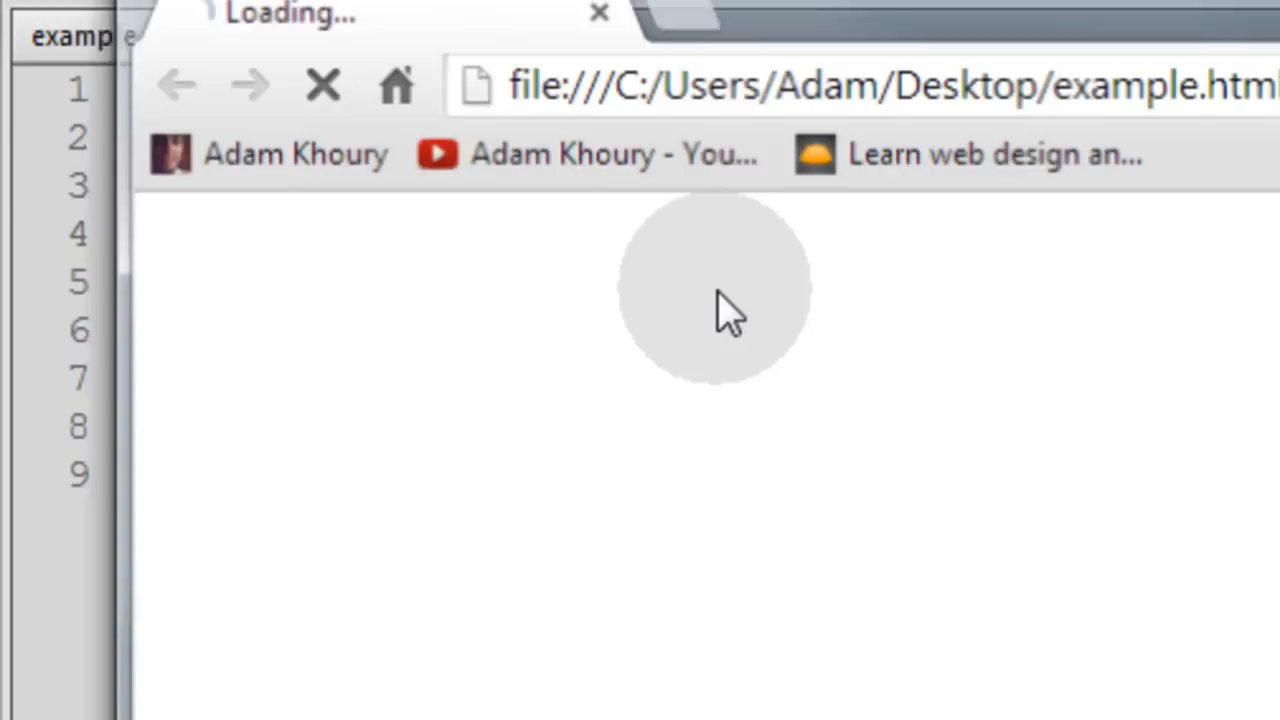 Loading...
examp
file:///C:/Users/Adam/Desktop/example.html
Adam Khoury
Adam Khoury - You...
Learn web design an...
1
2
3
4
5
6
7
8
9